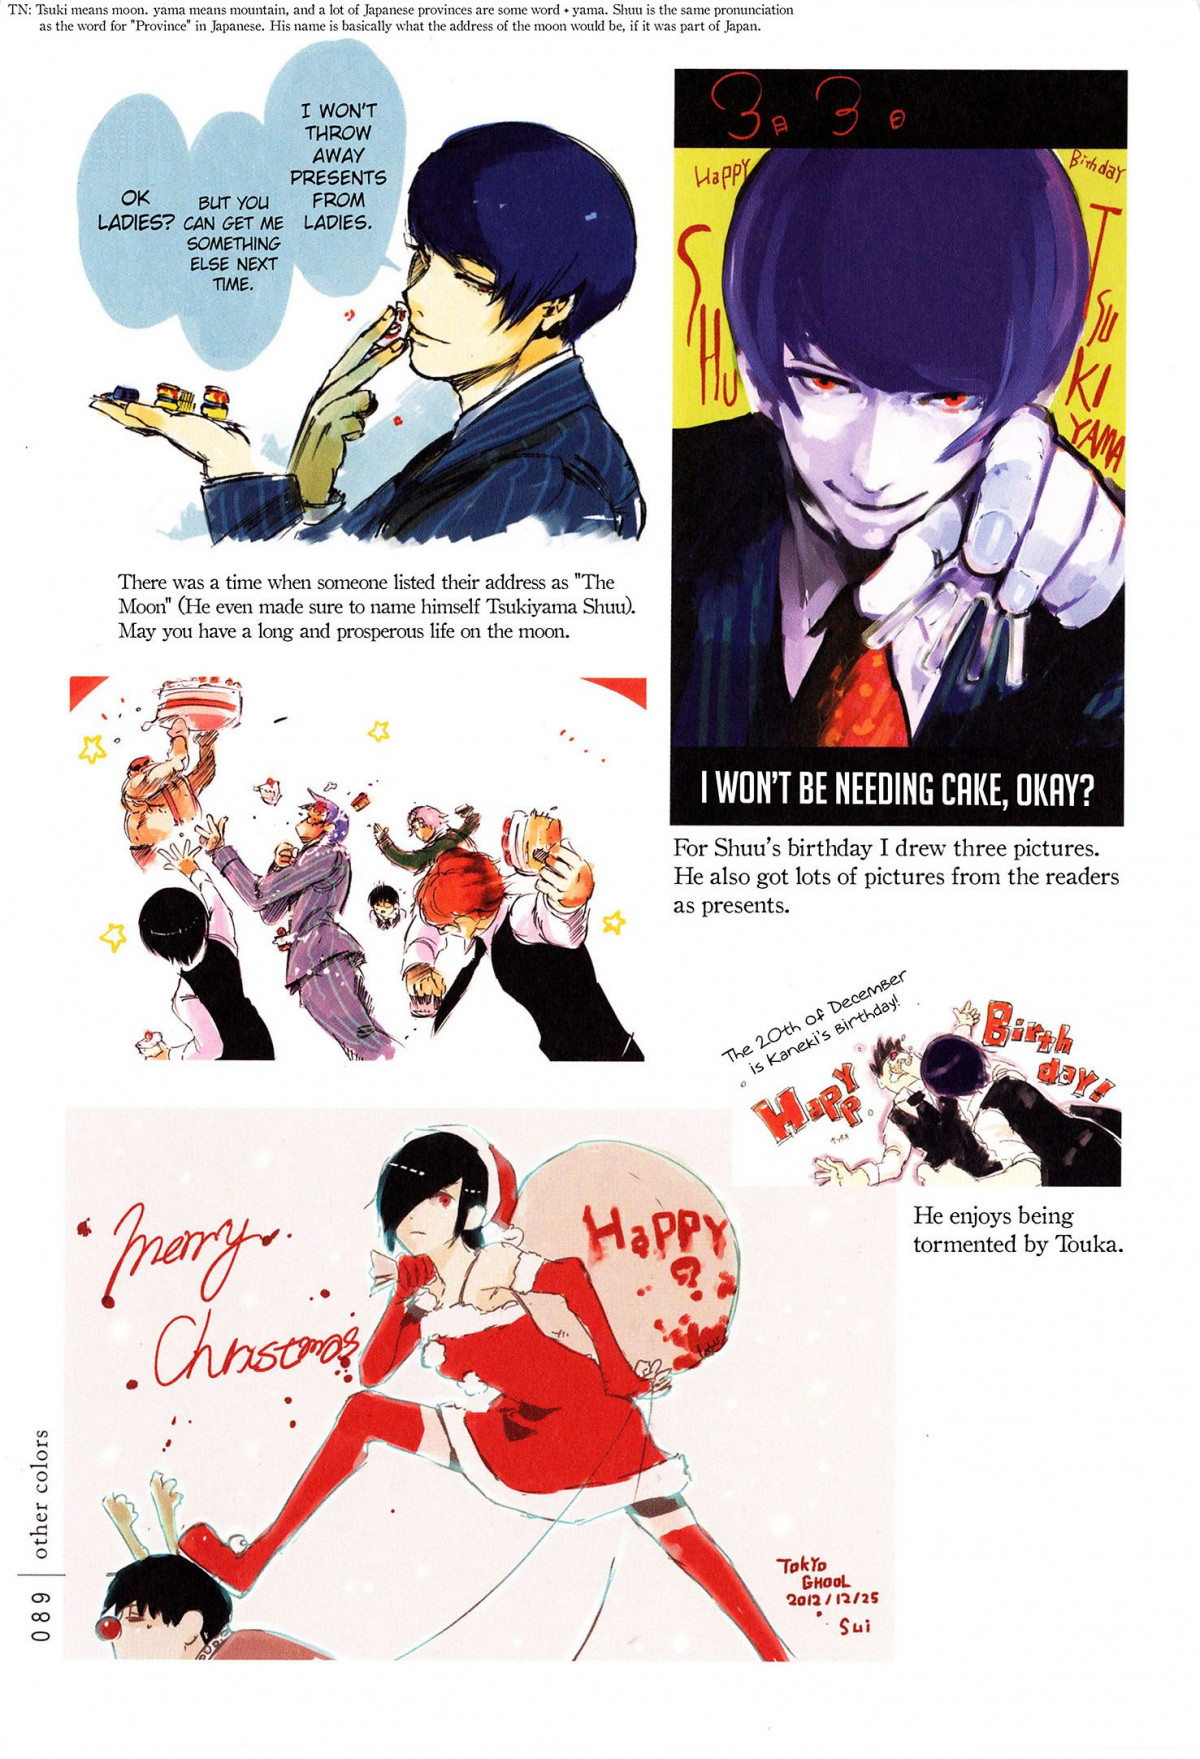 TN: Tsuki means moon. yama means mountain, and a lot of Japanese provinces are some word + yama. Shuu is the same pronunciation
as the word for "Province" in Japanese. His name is basically what the address of the moon would be, if it was part of Japan.
I WON'T
THROW
AWAY
PRESENTS
FROM
LADIES.
BUT YOU
CAN GET ME
SOMETHING
ELSE NEXT
TIME.
OK
LADIES?
3月3日
Happy
Birthday
SHU
TSUKIYAMA
I WON'T BE NEEDING CAKE, OKAY?
There was a time when someone listed their address as "The
Moon" (He even made sure to name himself Tsukiyama Shuu).
May you have a long and prosperous life on the moon.
For Shuu's birthday I drew three pictures.
He also got lots of pictures from the readers
as presents.
The 20th of December
is Kaneki's Birthday!
Happy
Birth
day!
He enjoys being
tormented by Touka.
Merry
Christmas
Happy
?
TOKYO
GHOUL
2012/12/25
Sui
other colors
089